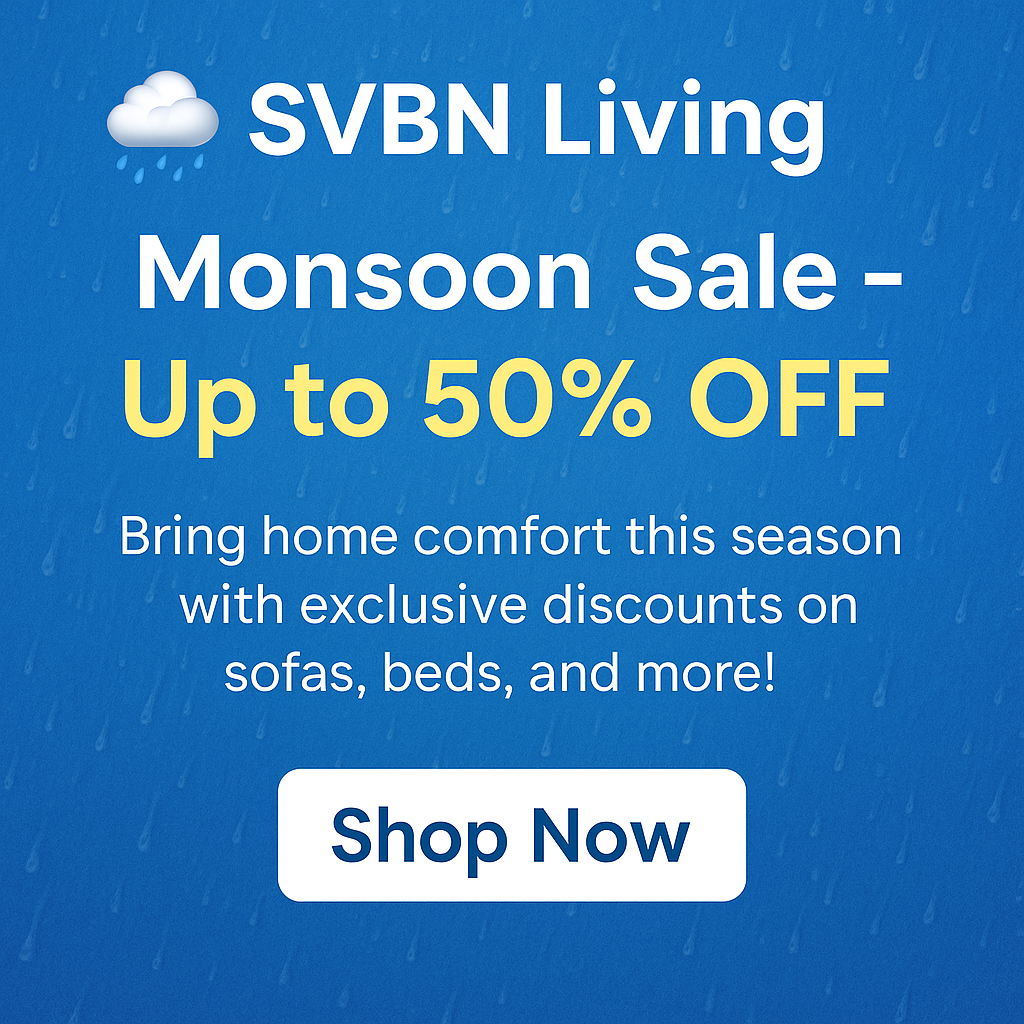 SVBN Living
Monsoon Sale -
Up to 50% OFF
Bring home comfort this season
with exclusive discounts on
sofas, beds, and more!
Shop Now